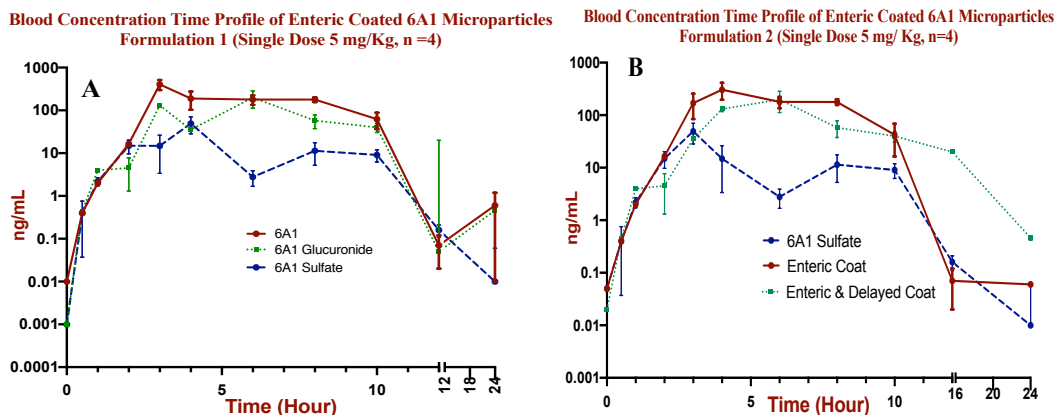 Blood Concentration Time Profile of Enteric Coated 6A1 Microparticles
Formulation 1 (Single Dose 5 mg/Kg, n =4)
A
1000
100
10
1
0.1
0.01
0.001
0.0001
ng/mL
6A1
6A1 Glucuronide
6A1 Sulfate
0
5
10
12
18
24
Time (Hour)
Blood Concentration Time Profile of Enteric Coated 6A1 Microparticles
Formulation 2 (Single Dose 5 mg/ Kg, n=4)
B
1000
100
10
1
0.1
0.01
0.001
ng/mL
6A1 Sulfate
Enteric Coat
Enteric & Delayed Coat
0
5
10
16
20
24
Time (Hour)